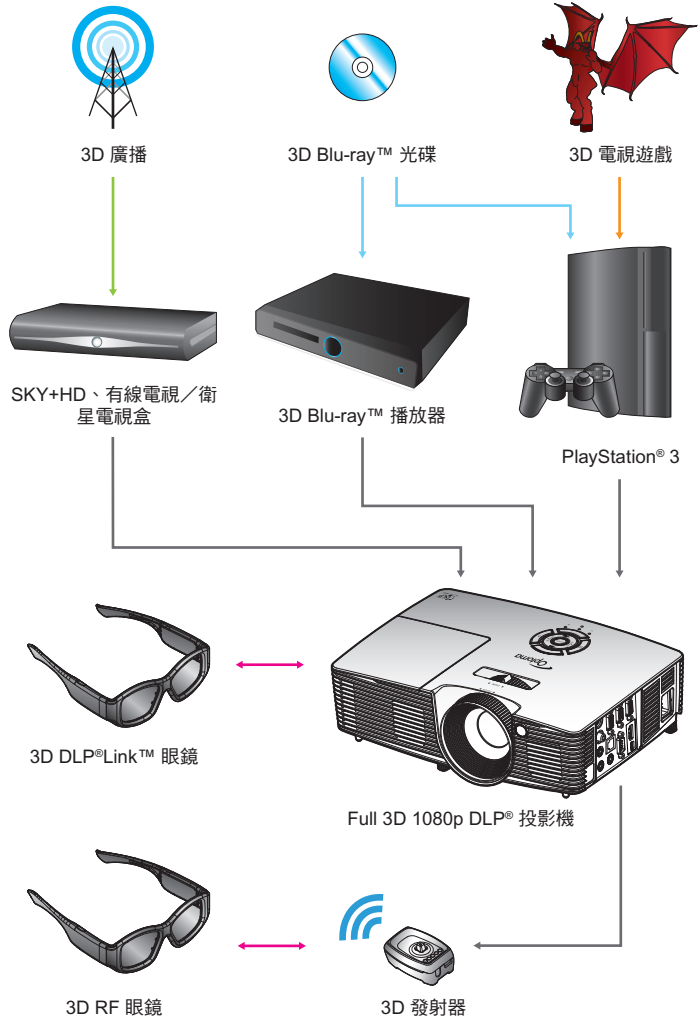 3D 廣播
3D Blu-ray™ 光碟
3D 電視遊戲
SKY+HD、有線電視／衛
星電視盒
3D Blu-ray™ 播放器
PlayStation® 3
3D DLP®Link™ 眼鏡
Optoma
Full 3D 1080p DLP® 投影機
3D RF 眼鏡
3D 發射器